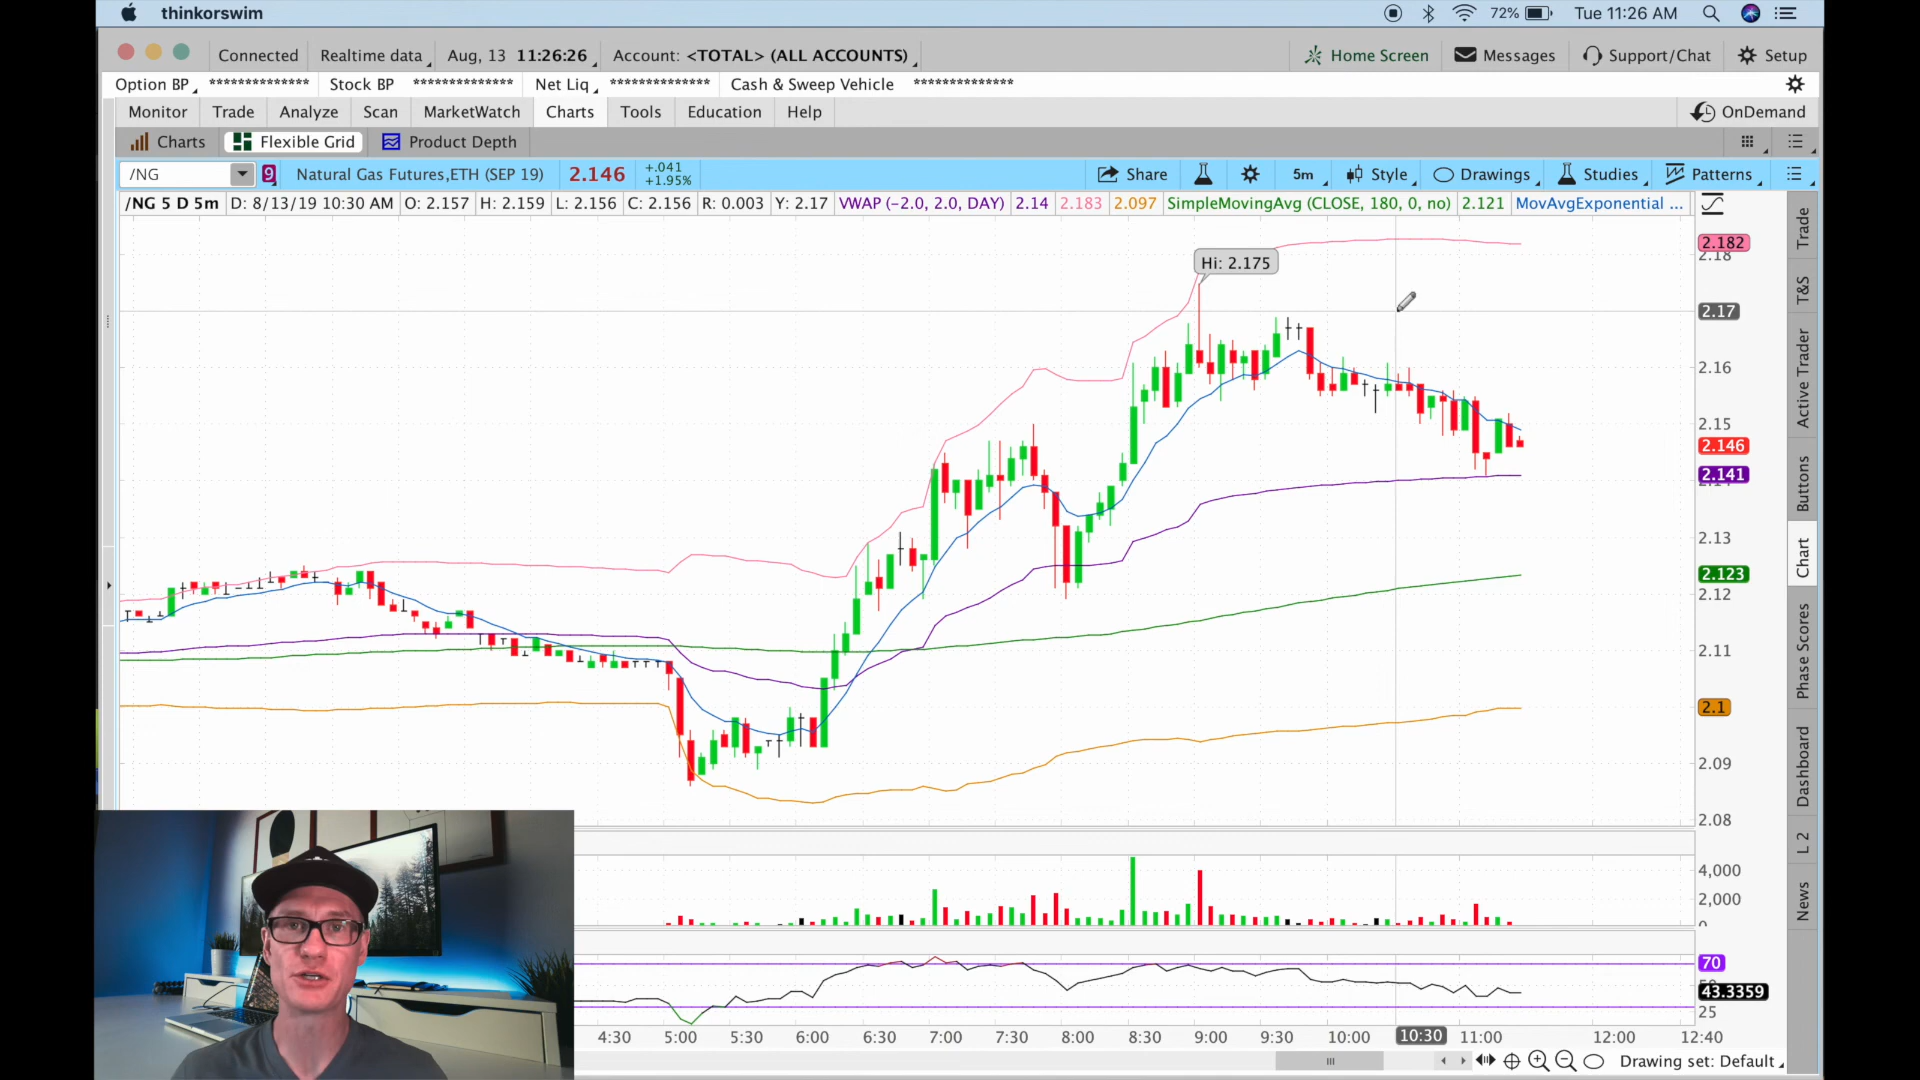 thinkorswim
72%
Tue 11:26 AM
Connected
Realtime data
Aug, 13 11:26:26
Account: <TOTAL> (ALL ACCOUNTS)
Home Screen
Messages
Support/Chat
Setup
Option BP
**************
Stock BP
**************
Net Liq
**************
Cash & Sweep Vehicle
**************
Monitor
Trade
Analyze
Scan
MarketWatch
Charts
Tools
Education
Help
OnDemand
Charts
Flexible Grid
Product Depth
/NG
9
Natural Gas Futures,ETH (SEP 19)
2.146
+.041
+1.95%
Share
5m
Style
Drawings
Studies
Patterns
/NG 5 D 5m
D: 8/13/19 10:30 AM
O: 2.157
H: 2.159
L: 2.156
C: 2.156
R: 0.003
Y: 2.17
VWAP (-2.0, 2.0, DAY)
2.14
2.183
2.097
SimpleMovingAvg (CLOSE, 180, 0, no)
2.121
MovAvgExponential ...
Hi: 2.175
2.182
2.18
2.17
2.16
2.15
2.146
2.141
2.13
2.123
2.12
2.11
2.1
2.09
2.08
4,000
2,000
70
43.3359
25
4:30
5:00
5:30
6:00
6:30
7:00
7:30
8:00
8:30
9:00
9:30
10:00
10:30
11:00
12:00
12:40
Drawing set: Default
Trade
T&S
Active Trader
Buttons
Chart
Phase Scores
Dashboard
L 2
News